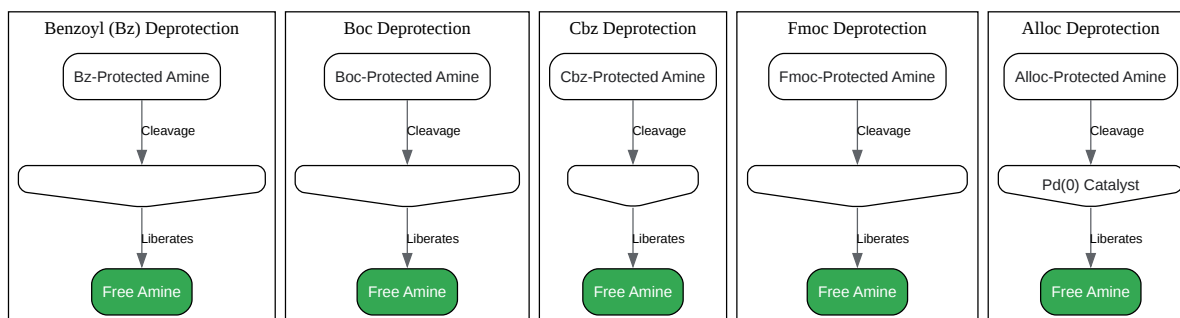 Benzoyl (Bz) Deprotection
Bz-Protected Amine
Cleavage
Liberates
Free Amine
Boc Deprotection
Boc-Protected Amine
Cleavage
Liberates
Free Amine
Cbz Deprotection
Cbz-Protected Amine
Cleavage
Liberates
Free Amine
Fmoc Deprotection
Fmoc-Protected Amine
Cleavage
Liberates
Free Amine
Alloc Deprotection
Alloc-Protected Amine
Cleavage
Pd(0) Catalyst
Liberates
Free Amine